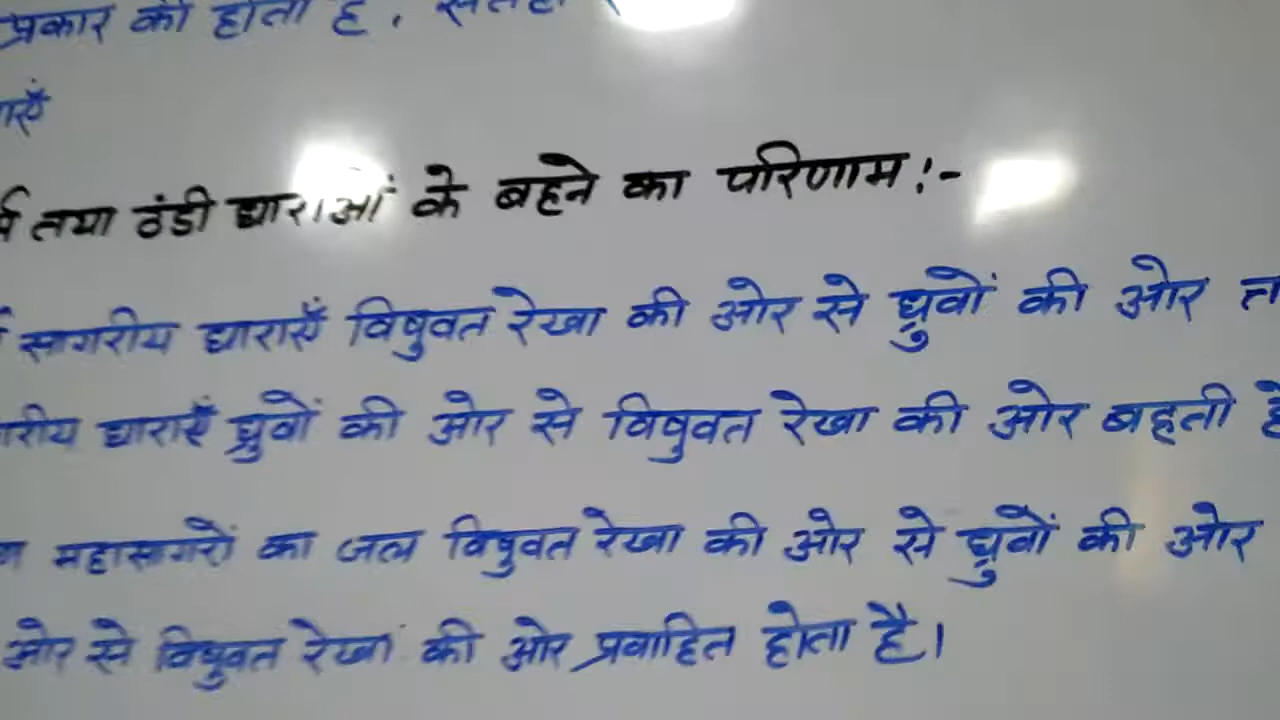 प्रकार की होती है, सतही
तथा ठंडी धाराओं के बहने का परिणाम :-
सागरीय धाराएँ विषुवत रेखा की ओर से ध्रुवों की ओर
धाराएँ ध्रुवों की ओर से विषुवत रेखा की ओर बहती है
महासागरों का जल विषुवत रेखा की ओर से ध्रुवों की ओर
ओर से विषुवत रेखा की ओर प्रवाहित होता है।